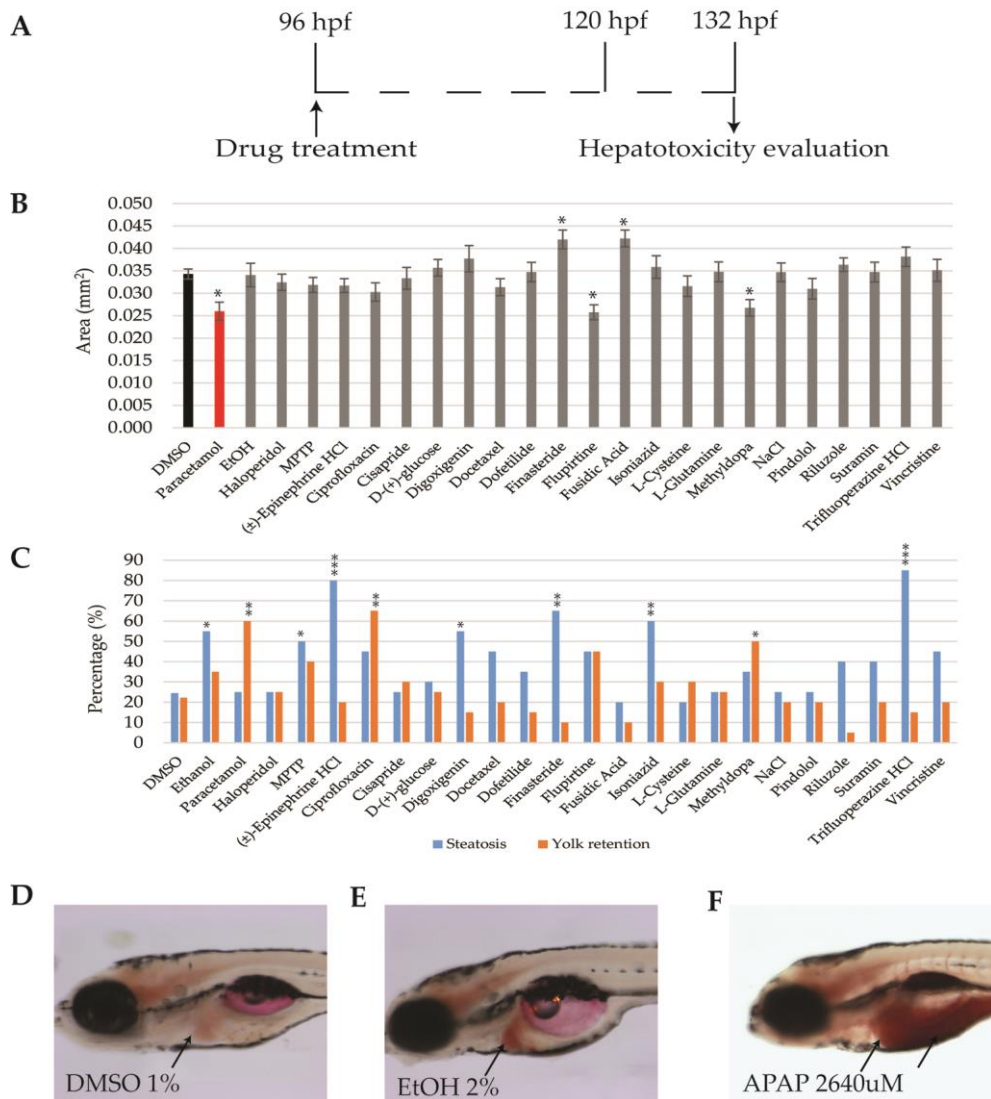 A
96 hpf 120 hpf 132 hpf
Drug treatment Hepatotoxicity evaluation
B
Area (mm²)
0.050
0.045
0.040
0.035
0.030
0.025
0.020
0.015
0.010
0.005
0.000
*
*
*
*
*
DMSO
Paracetamol
EtOH
Haloperidol
MPTP
(±)-Epinephrine HCl
Ciprofloxacin
Cisapride
D-(+)-glucose
Digoxigenin
Docetaxel
Dofetilide
Finasteride
Flupirtine
Fusidic Acid
Isoniazid
L-Cysteine
L-Glutamine
Methyldopa
NaCl
Pindolol
Riluzole
Suramin
Trifluoperazine HCl
Vincristine
C
Percentage (%)
90
80
70
60
50
40
30
20
10
0
*
**
*
***
**
*
**
**
*
***
DMSO
Ethanol
Paracetamol
Haloperidol
MPTP
(±)-Epinephrine HCl
Ciprofloxacin
Cisapride
D-(+)-glucose
Digoxigenin
Docetaxel
Dofetilide
Finasteride
Flupirtine
Fusidic Acid
Isoniazid
L-Cysteine
L-Glutamine
Methyldopa
NaCl
Pindolol
Riluzole
Suramin
Trifluoperazine HCl
Vincristine
Steatosis Yolk retention
D
DMSO 1%
E
EtOH 2%
F
APAP 2640uM